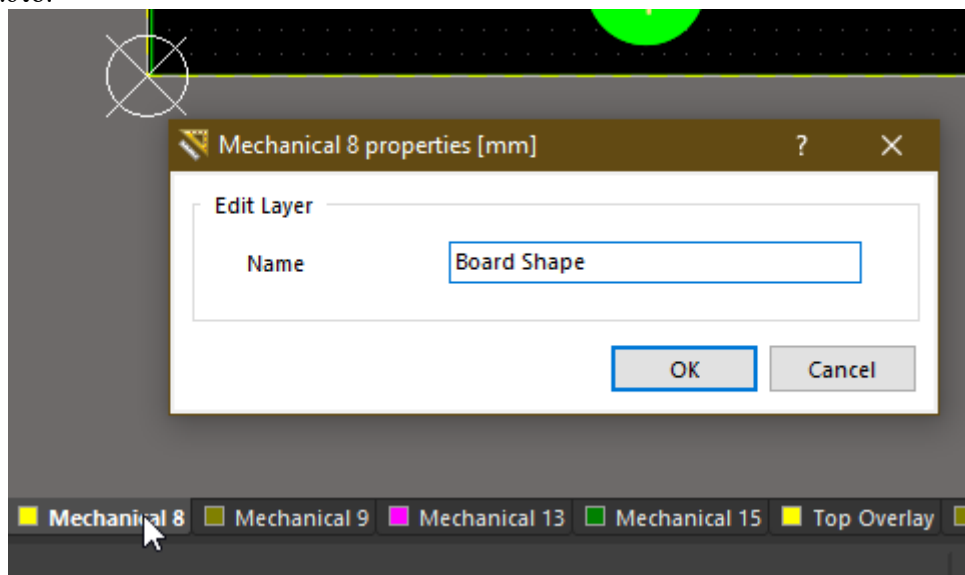 Mechanical 8 properties [mm] ?
Edit Layer
Name Board Shape
OK Cancel
Mechanical 8 Mechanical 9 Mechanical 13 Mechanical 15 Top Overlay